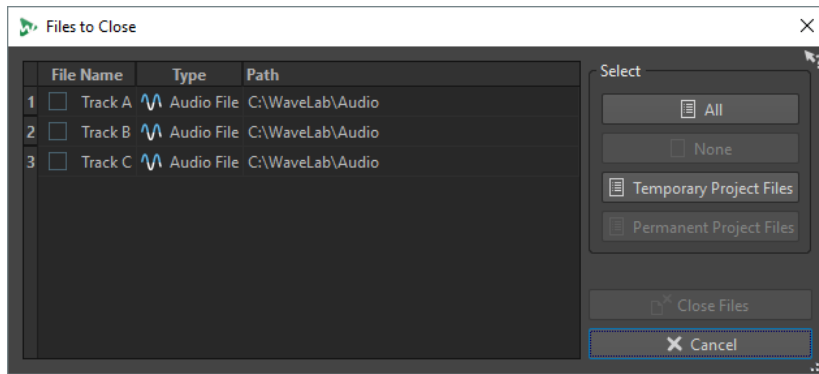 Files to Close
File Name Type Path
1 Track A Audio File C:\WaveLab\Audio
2 Track B Audio File C:\WaveLab\Audio
3 Track C Audio File C:\WaveLab\Audio
Select
All
None
Temporary Project Files
Permanent Project Files
Close Files
Cancel